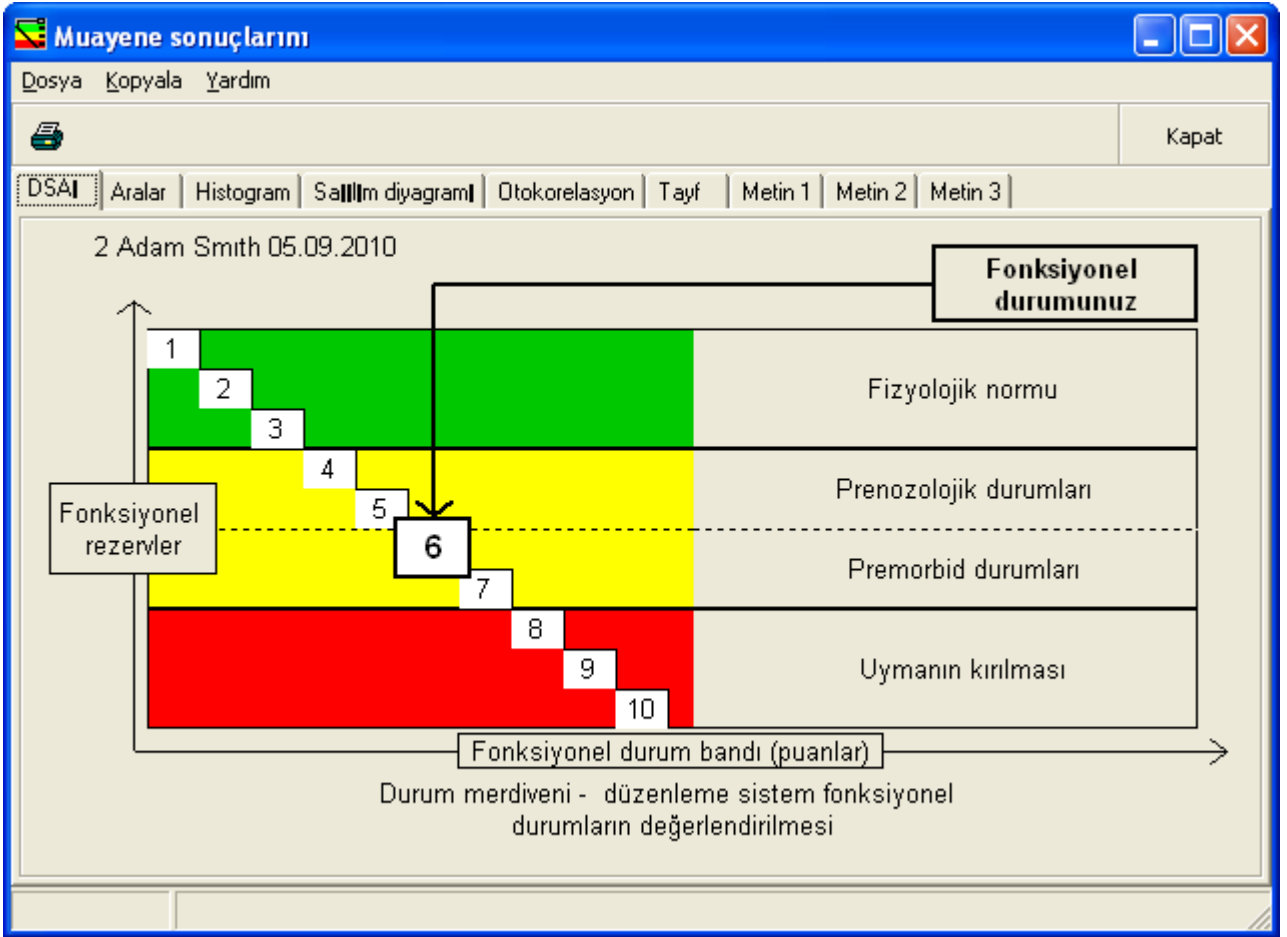 Muayene sonuçlarını
Dosya Kopyala Yardım
Kapat
DSAI Aralar Histogram diyagramI Otokorelasyon Tayf Metin 1 Metin 2 Metin 3
2 Adam Smıth 05.09.2010
Fonksiyonel
durumunuz
1
2
3
Fizyolojik normu
4
5
Prenozolojik durumları
Fonksiyonel
rezervler
6
7
Premorbid durumları
8
9
10
Uymanın kırılması
Fonksiyonel durum bandı (puanlar)
Durum merdiveni - düzenleme sistem fonksiyonel
durumların değerlendirilmesi